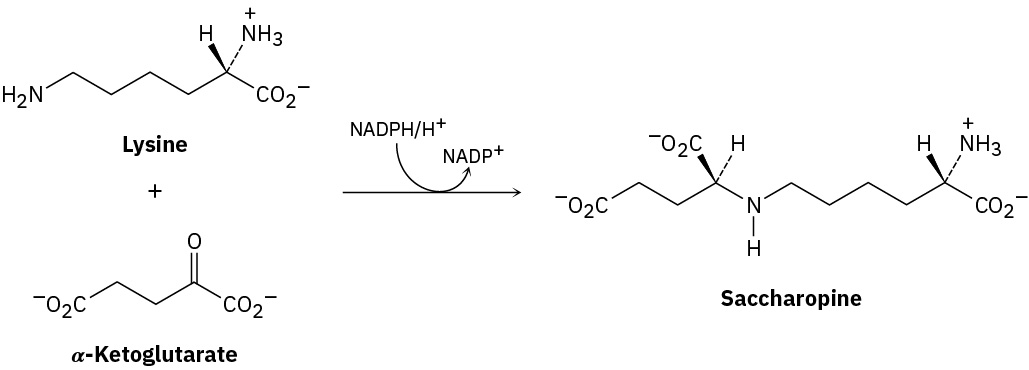 H +NH3
H2N CO2−
Lysine
+
O
−O2C CO2−
α-Ketoglutarate
NADPH/H+
NADP+
−O2C H H +NH3
−O2C N CO2−
H
Saccharopine